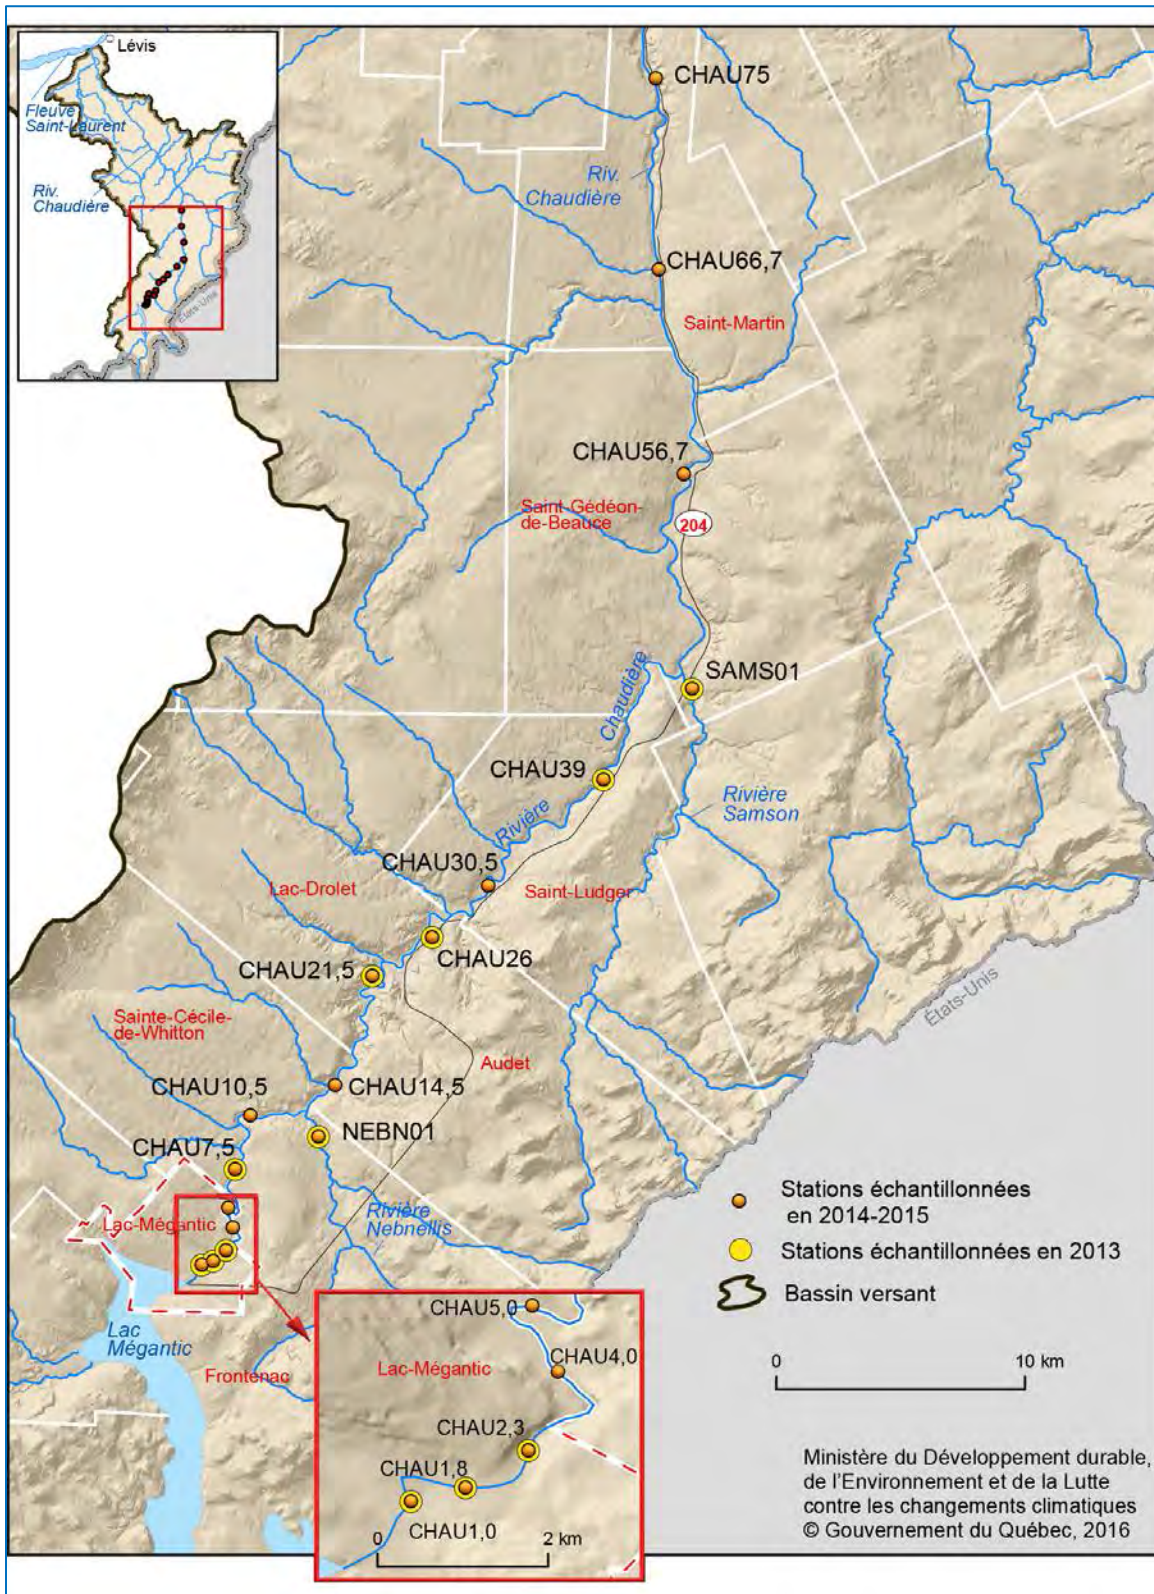 Lévis
Fleuve
Saint-Laurent
Riv.
Chaudière
États-Unis
CHAU75
Riv.
Chaudière
CHAU66,7
Saint-Martin
CHAU56,7
Saint-Gédéon-
de-Beauce
204
SAMS01
Rivière Chaudière
CHAU39
Rivière
Samson
CHAU30,5
Lac-Drolet
Saint-Ludger
CHAU26
CHAU21,5
États-Unis
Sainte-Cécile-
de-Whitton
Audet
CHAU10,5
CHAU14,5
NEBN01
CHAU7,5
Stations échantillonnées
en 2014-2015
Lac-Mégantic
Rivière
Nebnellis
Stations échantillonnées en 2013
Bassin versant
Lac
Mégantic
Frontenac
CHAU5,0
CHAU4,0
Lac-Mégantic
CHAU2,3
CHAU1,8
CHAU1,0
0 2 km
0 10 km
Ministère du Développement durable,
de l'Environnement et de la Lutte
contre les changements climatiques
© Gouvernement du Québec, 2016